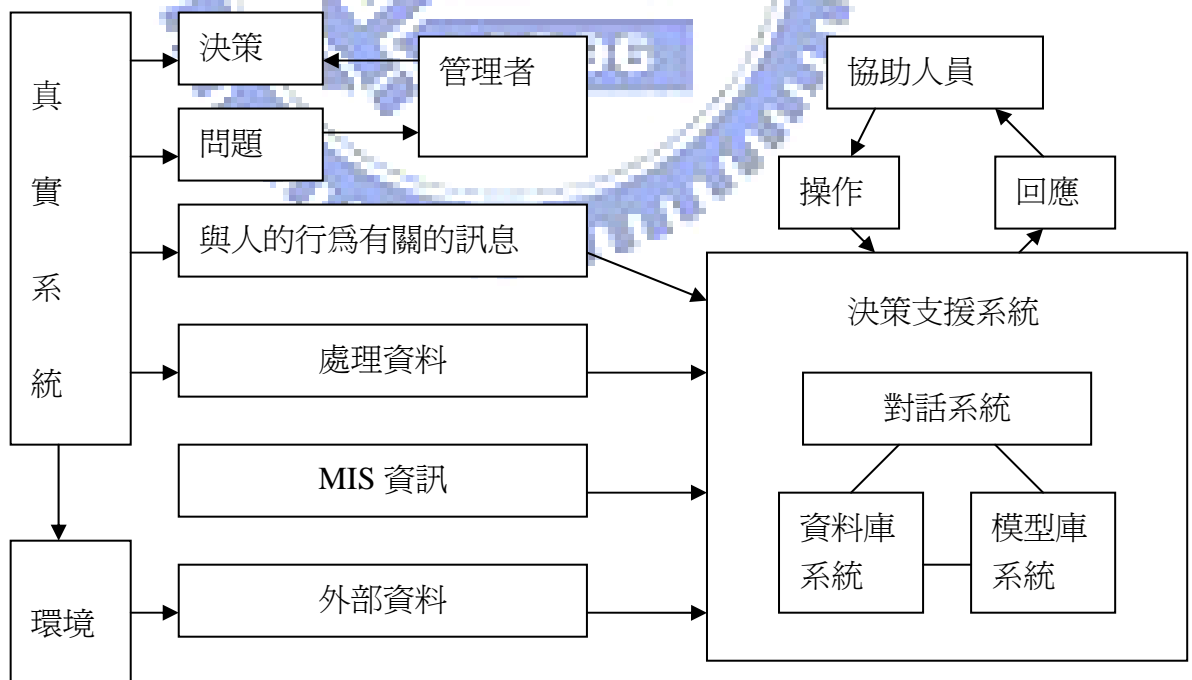 真
實
系
統
決策
問題
管理者
協助人員
操作
回應
與人的行為有關的訊息
處理資料
MIS 資訊
環境
外部資料
決策支援系統
對話系統
資料庫
系統
模型庫
系統